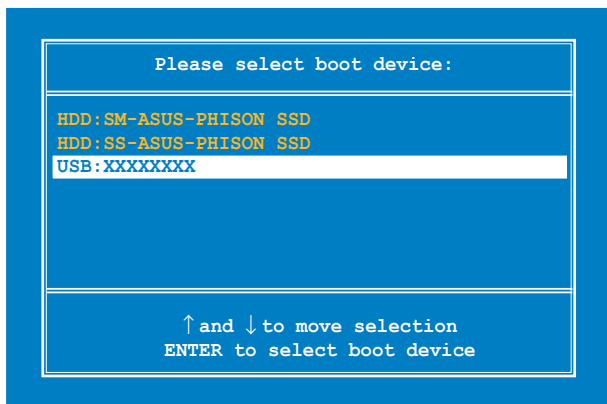 Please select boot device:
HDD:SM-ASUS-PHISON SSD
HDD:SS-ASUS-PHISON SSD
USB:XXXXXXXX
↑and ↓to move selection
ENTER to select boot device